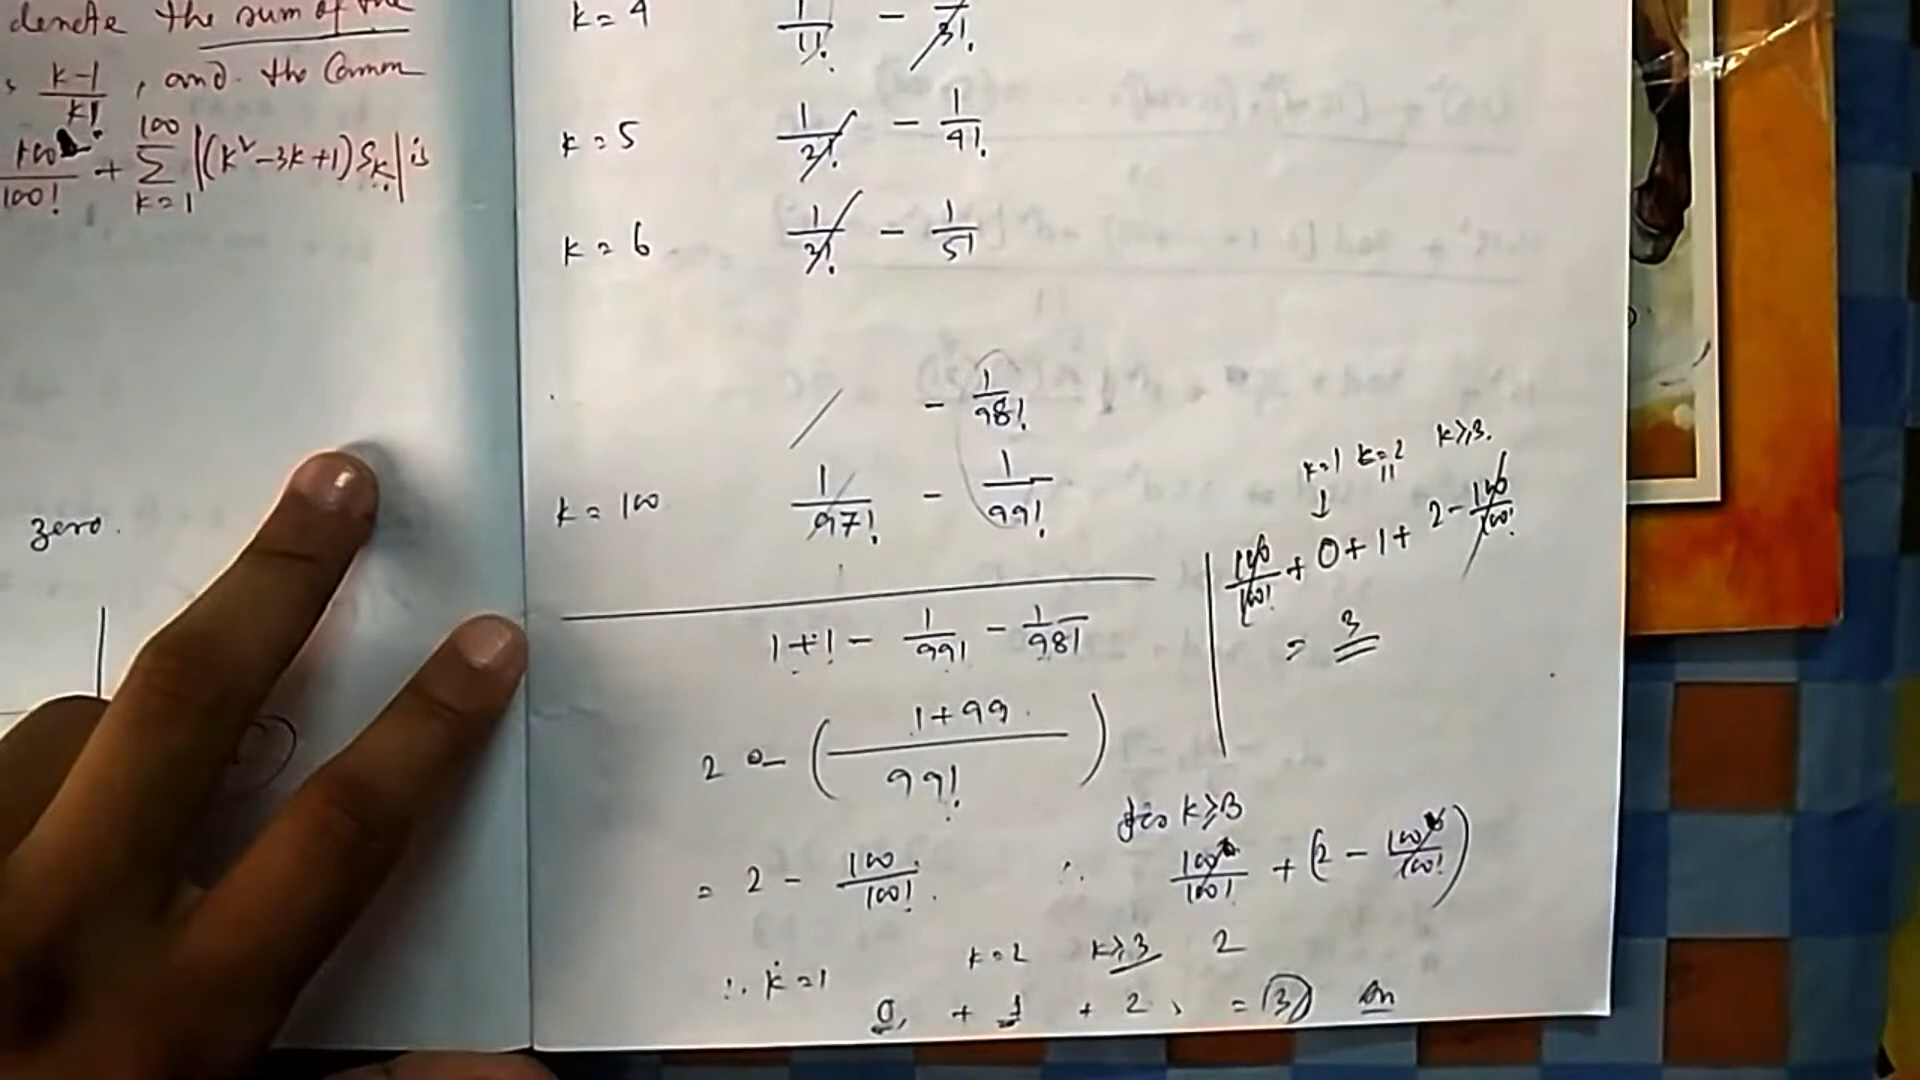 denote the sum of the
, k-1/k! , and the Common
100²/100! + Σ k=1 100 |(k²-3k+1) Sk| is
zero.
k = 4 1/1! - 1/3!
k = 5 1/2! - 1/4!
k = 6 1/3! - 1/5!
- 1/98!
k = 100 1/97! - 1/99!
1+1 - 1/99! - 1/98!
2 - ( 1+99 / 99! )
= 2 - 100/100!
k=1 k=2 k≥3.
100/100! + 0 + 1 + 2 - 100/100!
= 3
for k≥3
∴ 100/100! + (2 - 100/100!)
∴ k=1 k=2 k≥3 2
0, + 1 + 2 , = 3 An